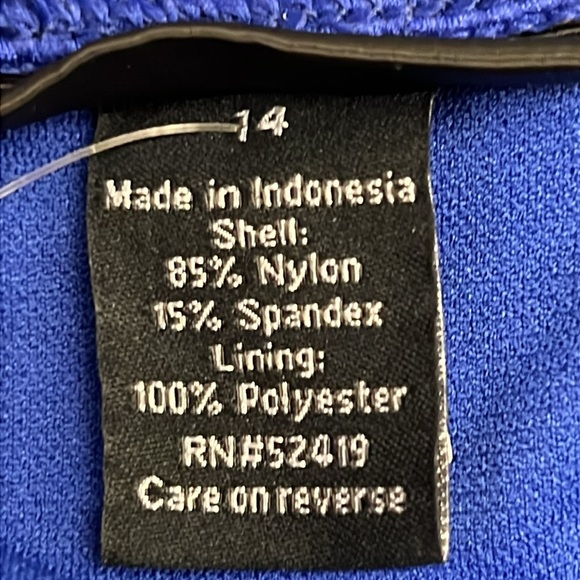 14
Made in Indonesia
Shell:
85% Nylon
15% Spandex
Lining:
100% Polyester
RN#52419
Care on reverse